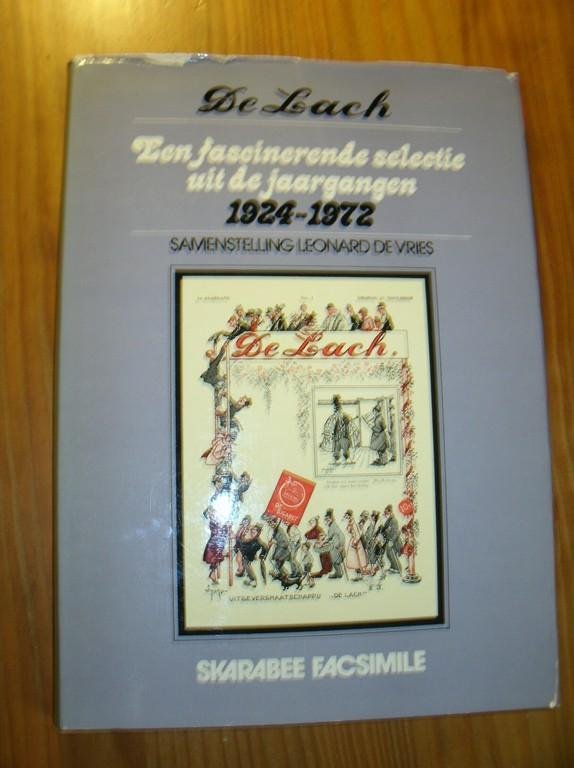 De Lach
Een fascinerende selectie
uit de jaargangen
1924-1972
SAMENSTELLING LEONARD DE VRIES
De Lach.
UITGEVERSMAATSCHAPPIJ „DE LACH”
SKARABEE FACSIMILE